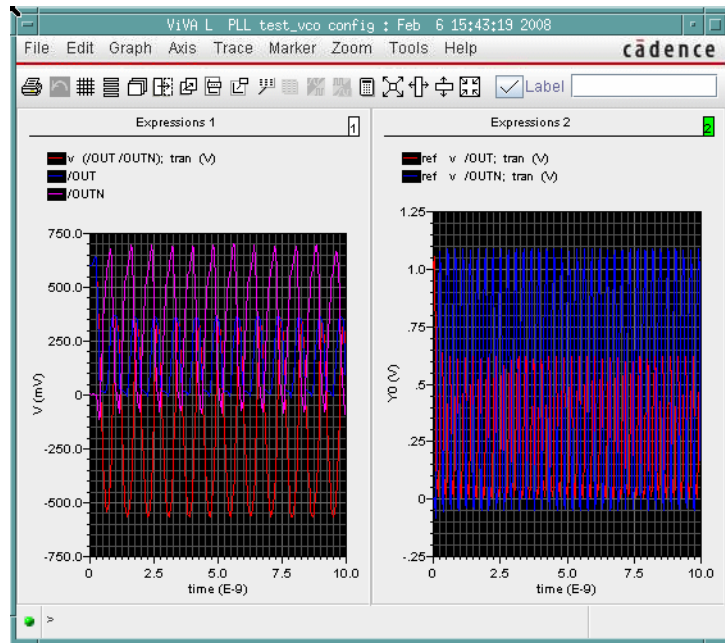 ViVA L PLL test_vco config : Feb 6 15:43:19 2008
File Edit Graph Axis Trace Marker Zoom Tools Help
cādence
Label
Expressions 1
1
v (/OUT /OUTN); tran (V)
/OUT
/OUTN
750.0
500.0
250.0
0
-250.0
-500.0
-750.0
V (mV)
0 2.5 5.0 7.5 10.0
time (E-9)
Expressions 2
2
ref v /OUT; tran (V)
ref v /OUTN; tran (V)
1.25
1.0
.75
.5
.25
0
-.25
Y0 (V)
0 2.5 5.0 7.5 10.0
time (E-9)
>